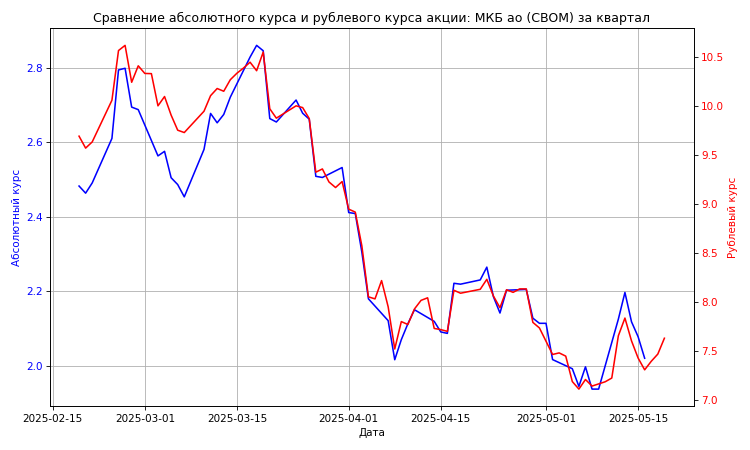 Сравнение абсолютного курса и рублевого курса акции: МКБ ао (CBOM) за квартал
Абсолютный курс
2.8
2.6
2.4
2.2
2.0
10.5
10.0
9.5
9.0
8.5
8.0
7.5
7.0
Рублевый курс
2025-02-15 2025-03-01 2025-03-15 2025-04-01 2025-04-15 2025-05-01 2025-05-15
Дата